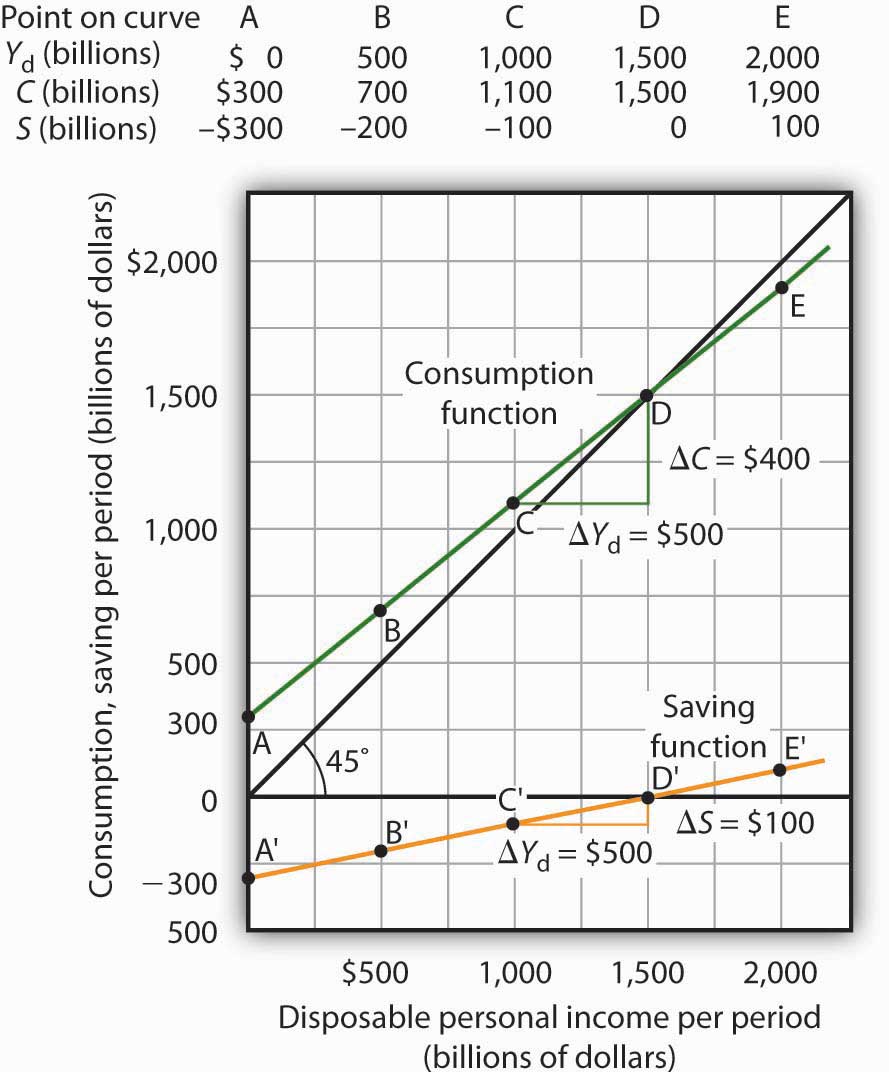 Point on curve A B C D E
Yd (billions) $ 0 500 1,000 1,500 2,000
C (billions) $300 700 1,100 1,500 1,900
S (billions) –$300 –200 –100 0 100
Consumption, saving per period (billions of dollars)
$2,000
E
Consumption
function
1,500
D
ΔC = $400
C
1,000
ΔYd = $500
B
500
Saving
function
300
A
45°
E'
D'
0
C'
ΔS = $100
B'
A'
ΔYd = $500
–300
500
$500 1,000 1,500 2,000
Disposable personal income per period
(billions of dollars)